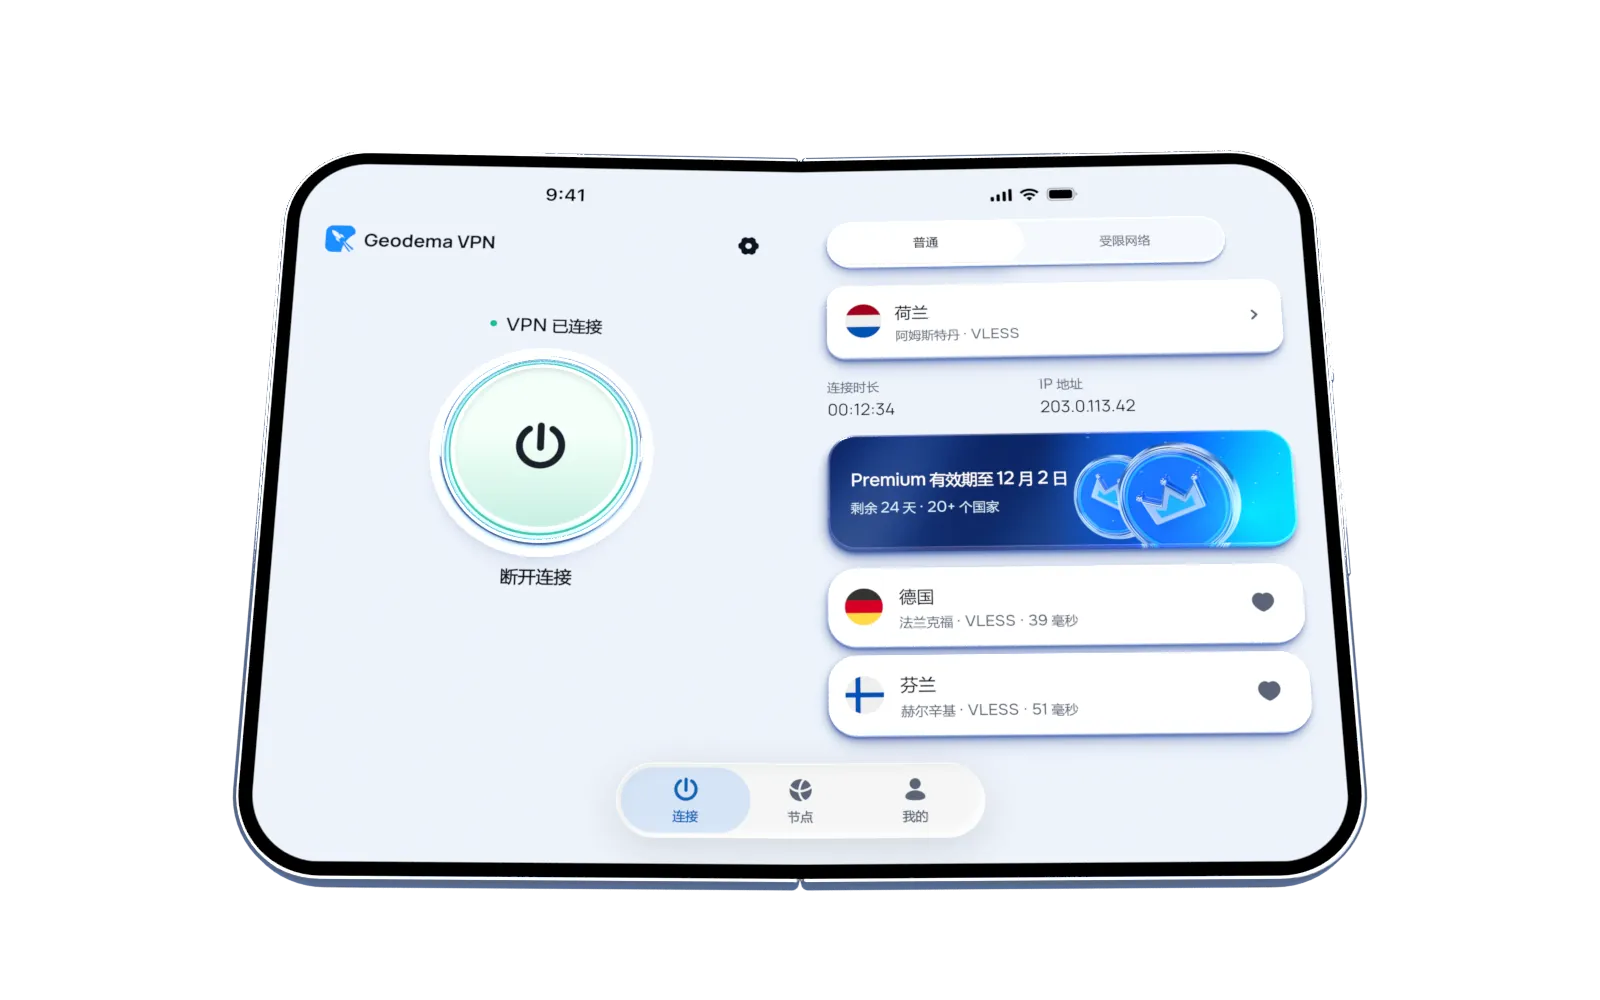 9:41
Geodema VPN
VPN 已连接
断开连接
普通
受限网络
荷兰
阿姆斯特丹 · VLESS
连接时长
00:12:34
IP 地址
203.0.113.42
Premium 有效期至 12 月 2 日
剩余 24 天 · 20+ 个国家
德国
法兰克福 · VLESS · 39 毫秒
芬兰
赫尔辛基 · VLESS · 51 毫秒
连接
节点
我的